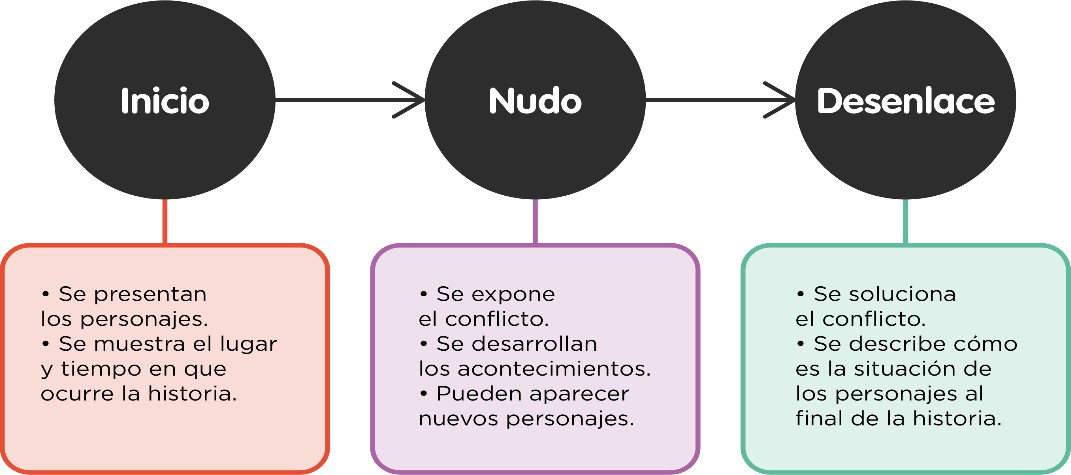 Inicio
Nudo
Desenlace
• Se presentan
los personajes.
• Se muestra el lugar
y tiempo en que
ocurre la historia.
• Se expone
el conflicto.
• Se desarrollan
los acontecimientos.
• Pueden aparecer
nuevos personajes.
• Se soluciona
el conflicto.
• Se describe cómo
es la situación de
los personajes al
final de la historia.